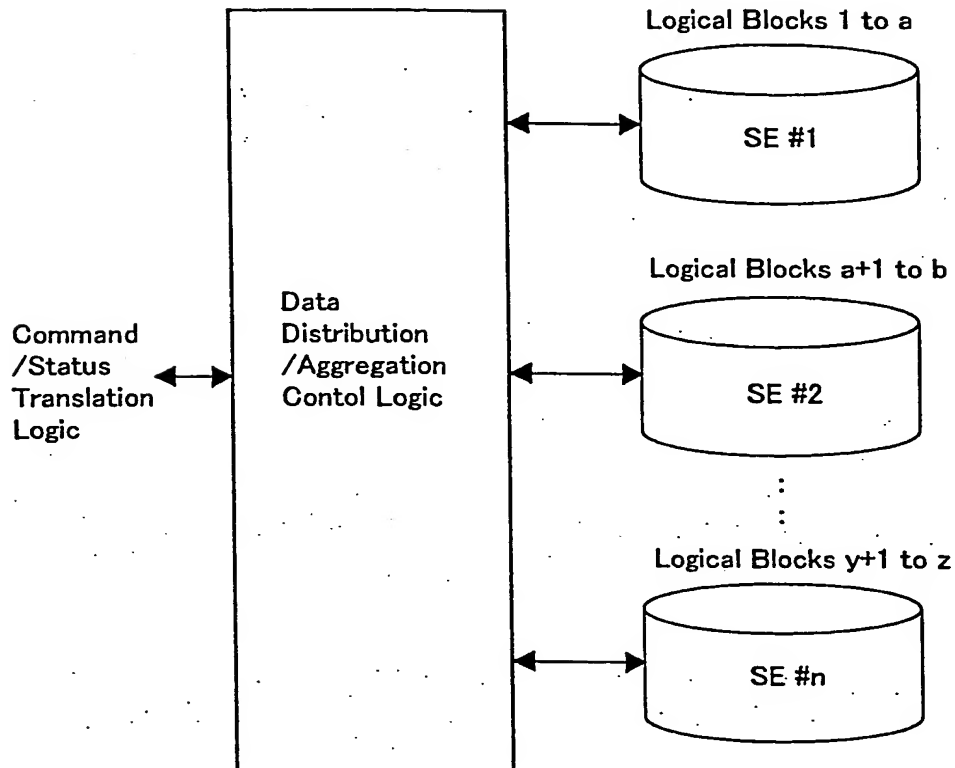 Logical Blocks 1 to a
SE #1
Logical Blocks a+1 to b
Command
/Status
Translation
Logic
Data
Distribution
/Aggregation
Contol Logic
SE #2
Logical Blocks y+1 to z
SE #n